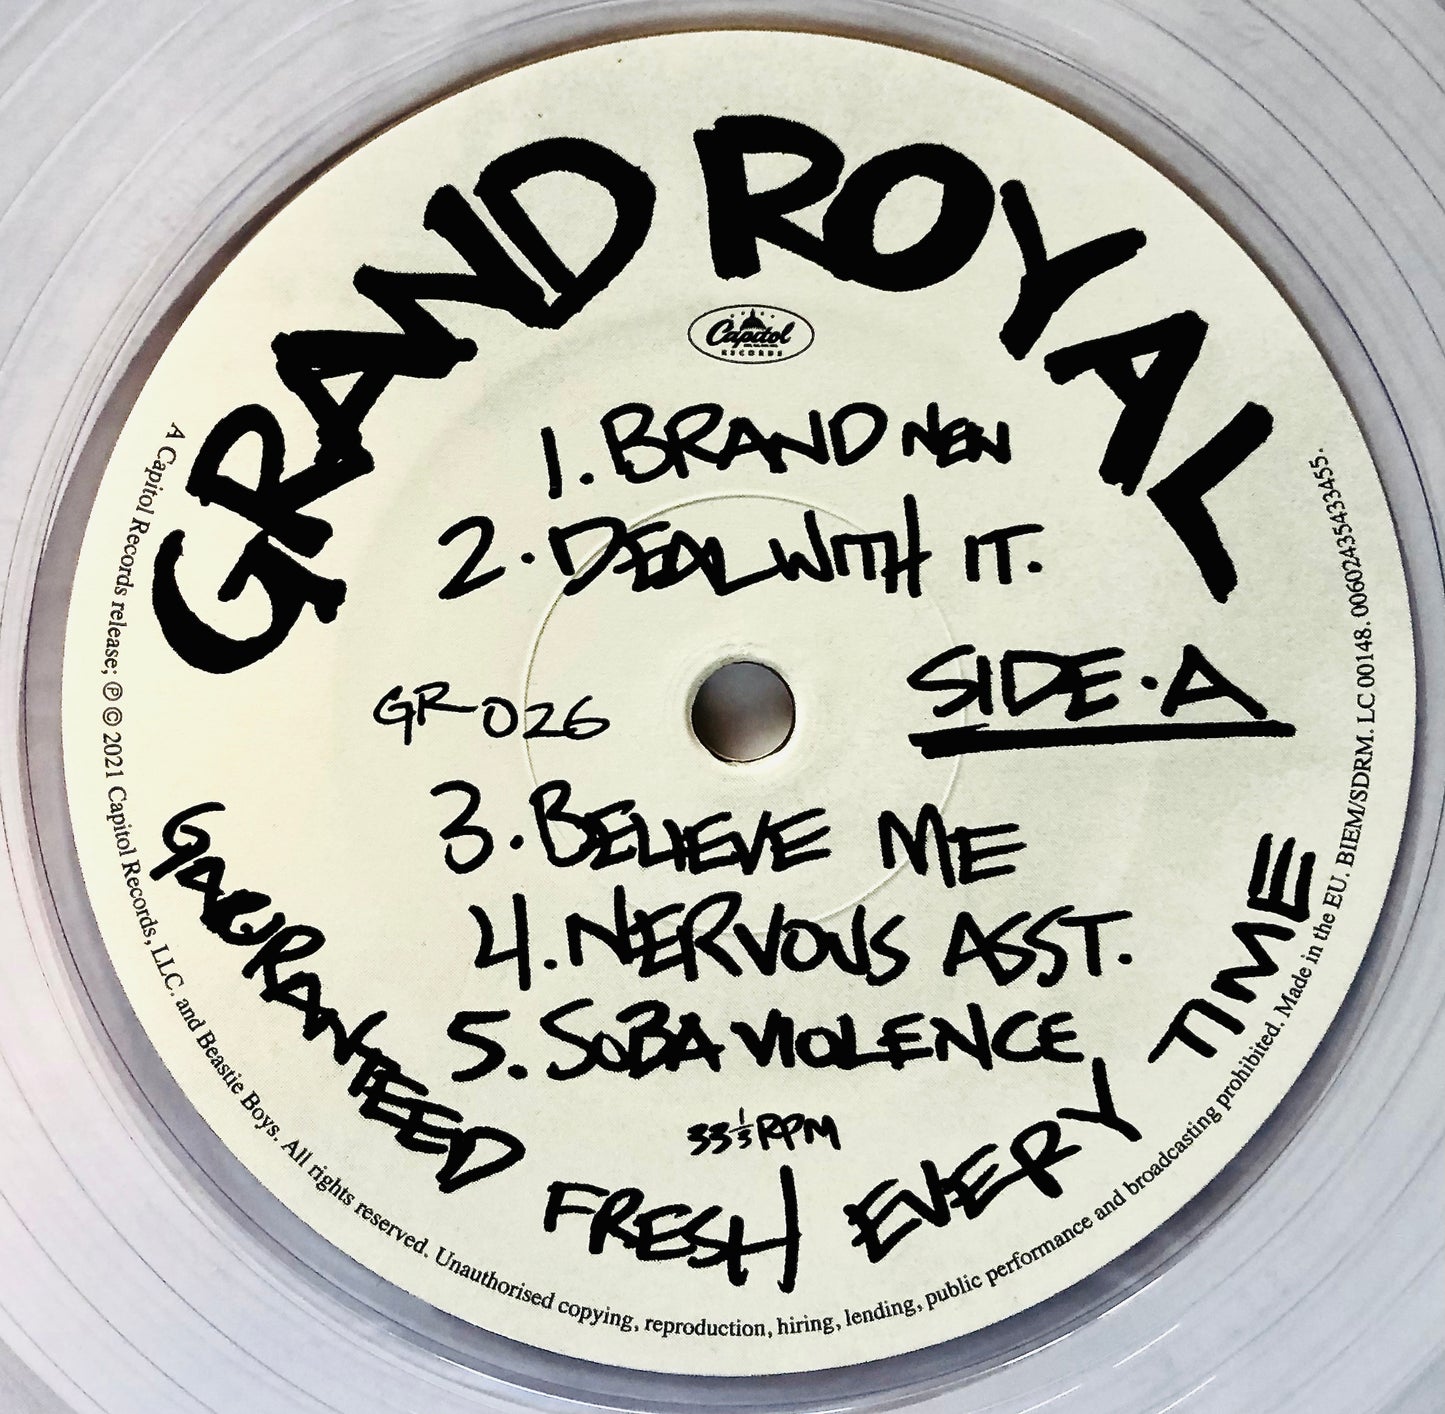 GRAND ROYAL
Capitol
RECORDS
1. BRAND NEW
2. DEAL WITH IT.
SIDE-A
GR-026
3. BELIEVE ME
4. NERVOUS ASST.
5. SOBA VIOLENCE
33 1/3 RPM
GAURANTEED FRESH EVERY TIME
A Capitol Records release; ℗ © 2021 Capitol Records, LLC. and Beastie Boys. All rights reserved. Unauthorised copying, reproduction, hiring, lending, public performance and broadcasting prohibited. Made in the EU. BIEM/SDRM. LC 00148. 00602435433455.